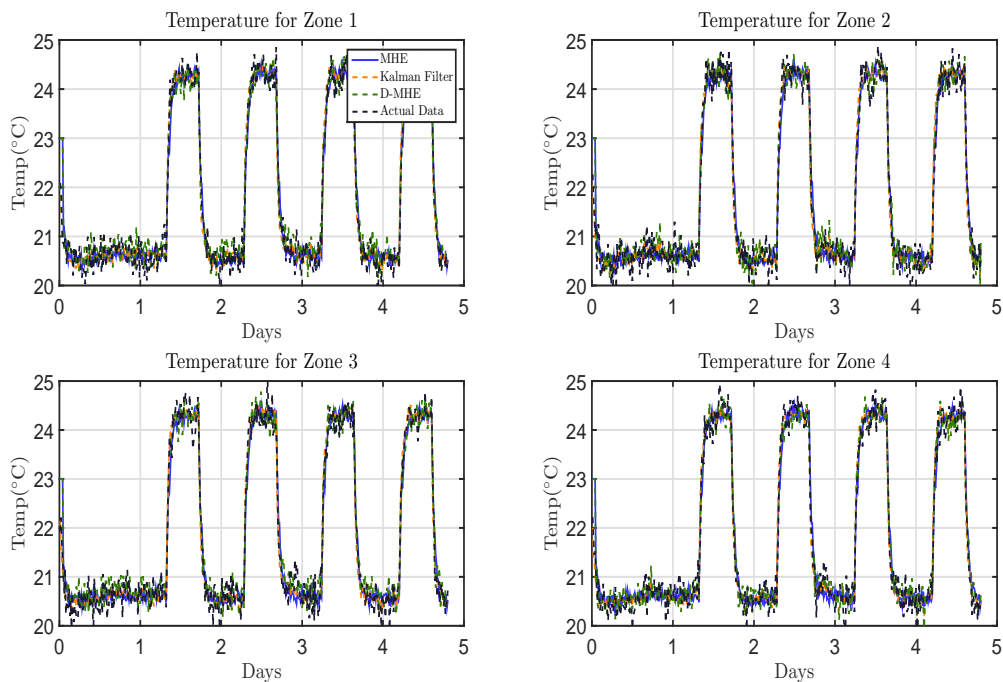 Temperature for Zone 1
25
24
23
22
21
20
Temp(°C)
0 1 2 3 4 5
Days
MHE
Kalman Filter
D-MHE
Actual Data
Temperature for Zone 2
25
24
23
22
21
20
Temp(°C)
0 1 2 3 4 5
Days
Temperature for Zone 3
25
24
23
22
21
20
Temp(°C)
0 1 2 3 4 5
Days
Temperature for Zone 4
25
24
23
22
21
20
Temp(°C)
0 1 2 3 4 5
Days